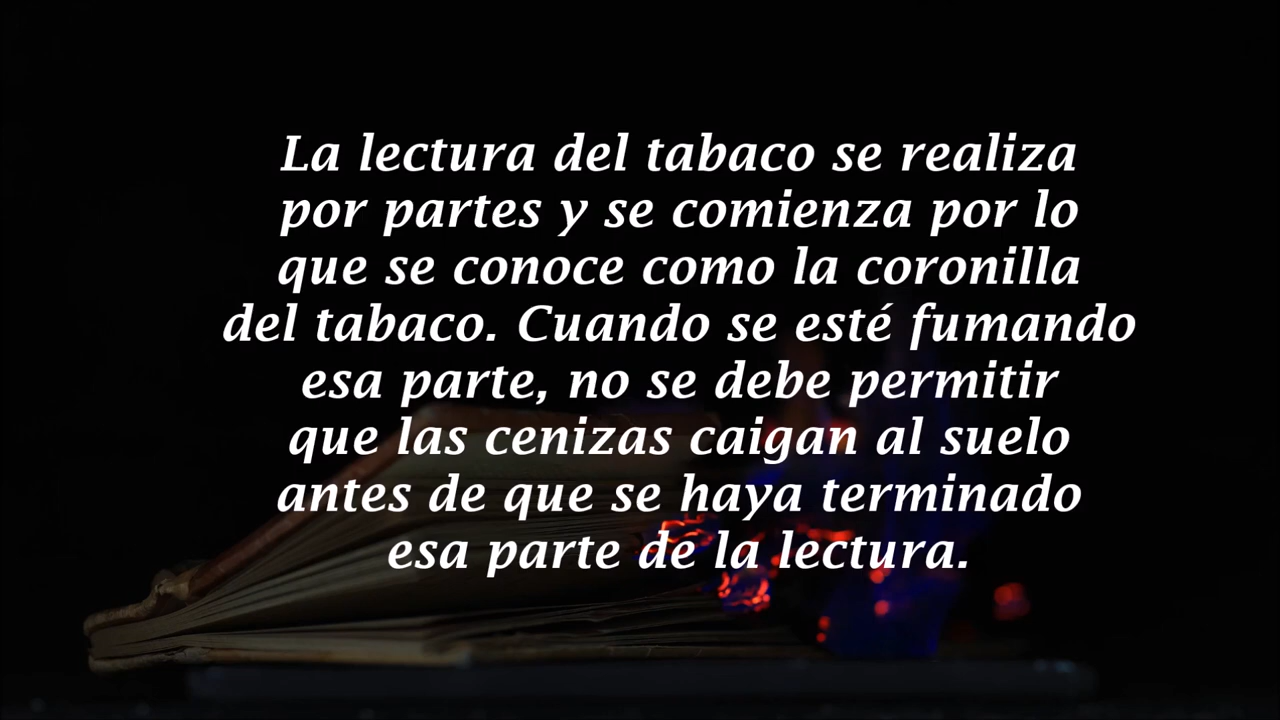 La lectura del tabaco se realiza
por partes y se comienza por lo
que se conoce como la coronilla
del tabaco. Cuando se esté fumando
esa parte, no se debe permitir
que las cenizas caigan al suelo
antes de que se haya terminado
esa parte de la lectura.